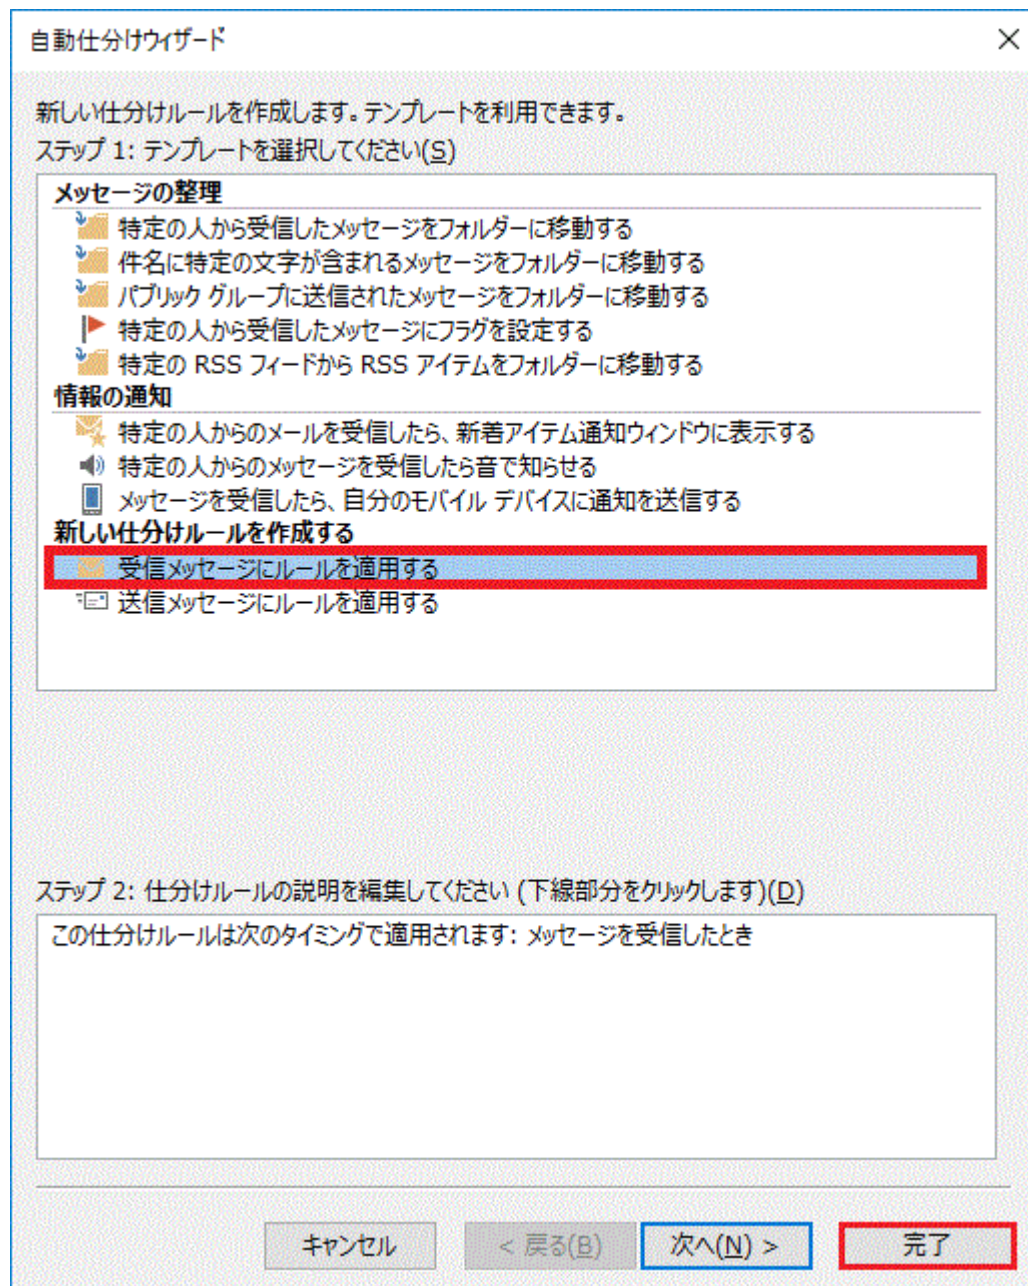 自動仕分けウィザード
新しい仕分けルールを作成します。テンプレートを利用できます。
ステップ 1: テンプレートを選択してください(S)
メッセージの整理
特定の人から受信したメッセージをフォルダーに移動する
件名に特定の文字が含まれるメッセージをフォルダーに移動する
パブリック グループに送信されたメッセージをフォルダーに移動する
特定の人から受信したメッセージにフラグを設定する
特定の RSS フィードから RSS アイテムをフォルダーに移動する
情報の通知
特定の人からのメールを受信したら、新着アイテム通知ウィンドウに表示する
特定の人からのメッセージを受信したら音で知らせる
メッセージを受信したら、自分のモバイル デバイスに通知を送信する
新しい仕分けルールを作成する
受信メッセージにルールを適用する
送信メッセージにルールを適用する
ステップ 2: 仕分けルールの説明を編集してください (下線部分をクリックします)(D)
この仕分けルールは次のタイミングで適用されます: メッセージを受信したとき
キャンセル
< 戻る(B)
次へ(N) >
完了